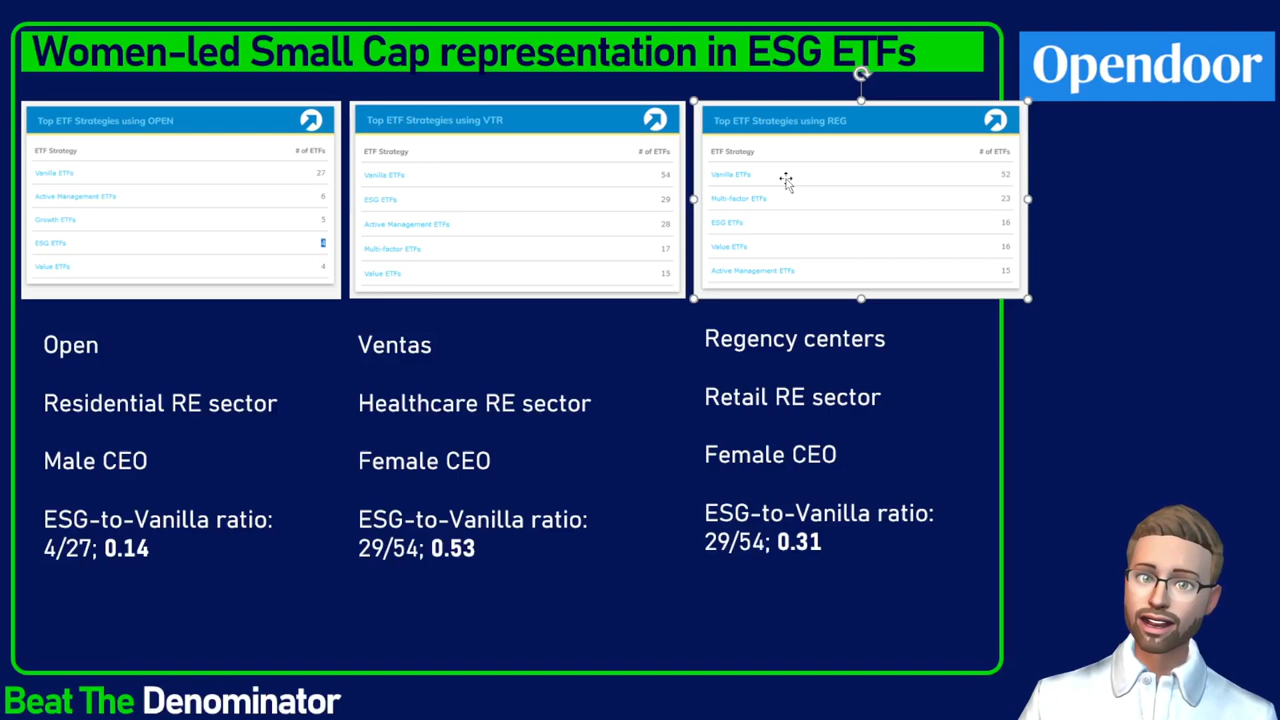 Women-led Small Cap representation in ESG ETFs
Opendoor
Top ETF Strategies using OPEN
ETF Strategy # of ETFs
Vanilla ETFs 27
Active Management ETFs 6
Growth ETFs 5
ESG ETFs 4
Value ETFs 4
Top ETF Strategies using VTR
ETF Strategy # of ETFs
Vanilla ETFs 54
ESG ETFs 29
Active Management ETFs 28
Multi-factor ETFs 17
Value ETFs 15
Top ETF Strategies using REG
ETF Strategy # of ETFs
Vanilla ETFs 52
Multi-factor ETFs 23
ESG ETFs 16
Value ETFs 16
Active Management ETFs 15
Open
Residential RE sector
Male CEO
ESG-to-Vanilla ratio:
4/27; 0.14
Ventas
Healthcare RE sector
Female CEO
ESG-to-Vanilla ratio:
29/54; 0.53
Regency centers
Retail RE sector
Female CEO
ESG-to-Vanilla ratio:
29/54; 0.31
Beat The Denominator